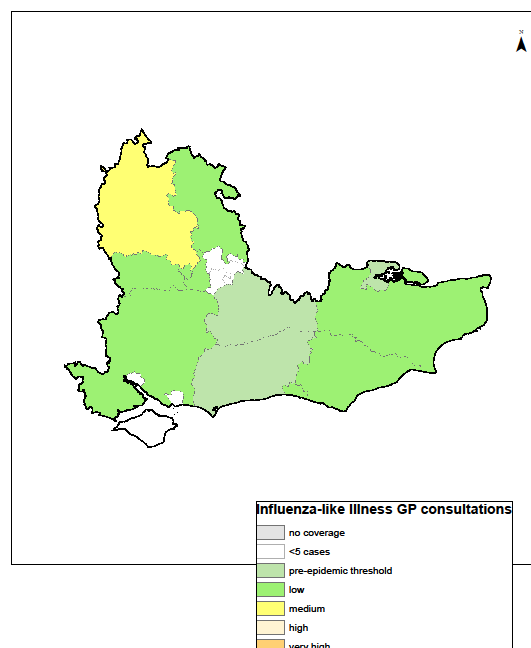 N
Influenza-like Illness GP consultations
no coverage
<5 cases
pre-epidemic threshold
low
medium
high
very high